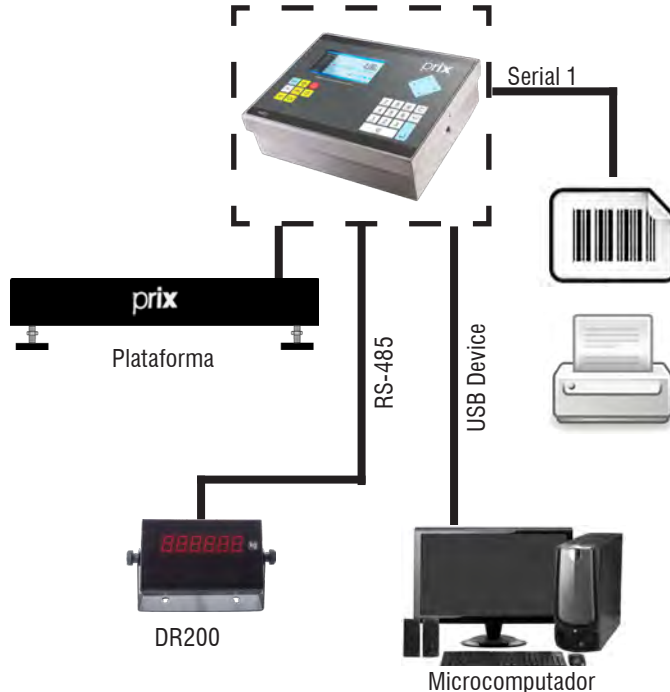 prix
Serial 1
prix
Plataforma
RS-485
USB Device
DR200
Microcomputador